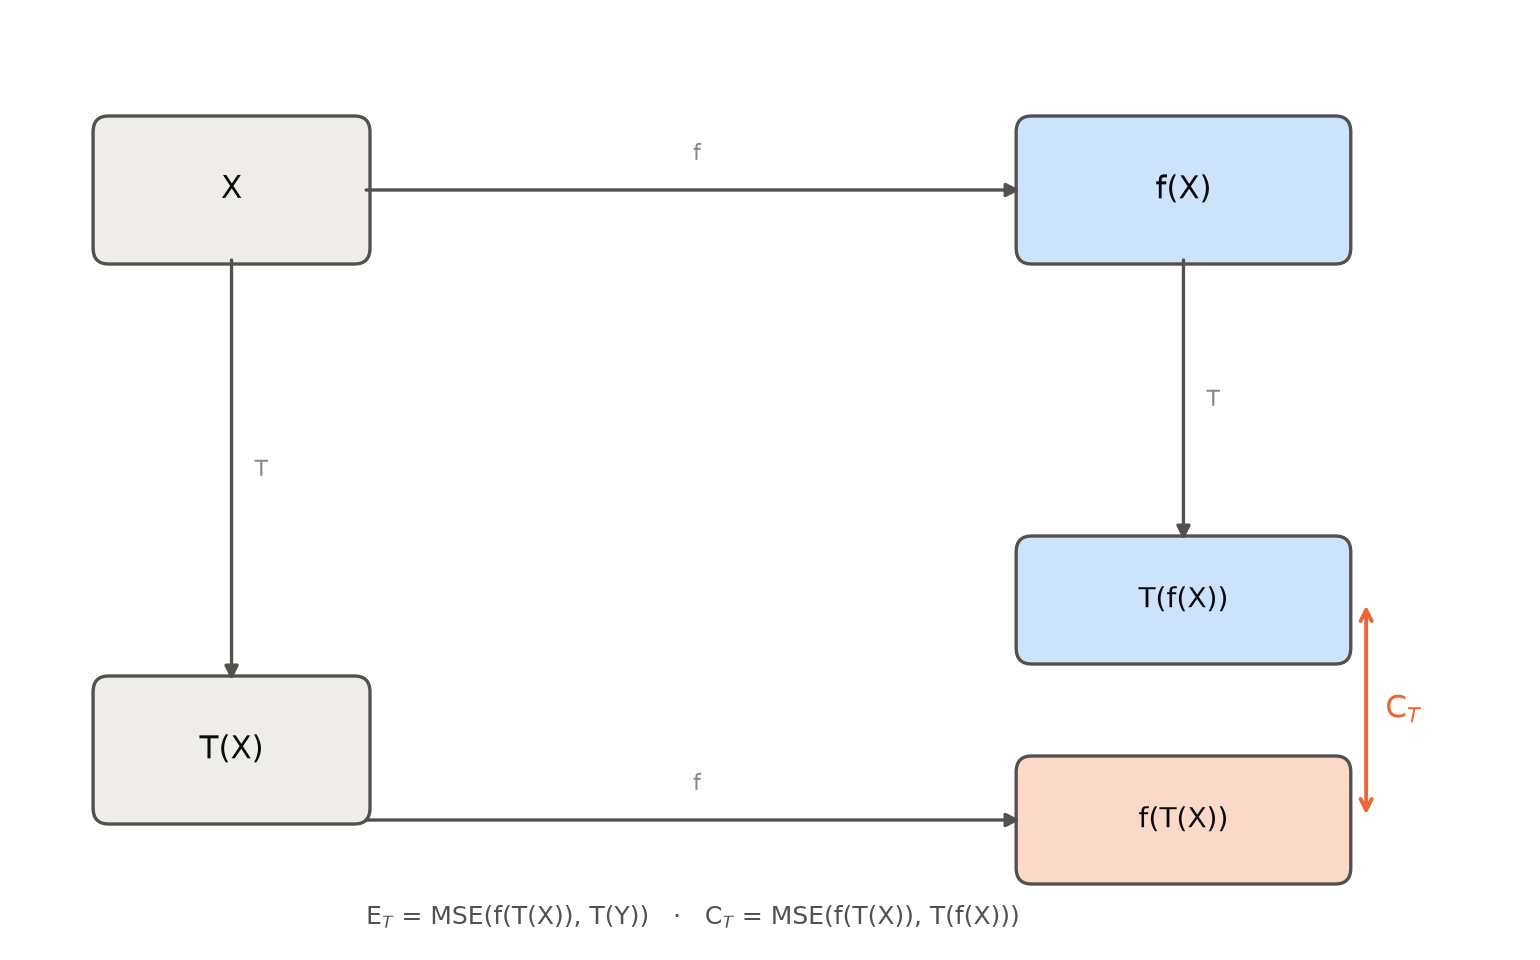 f
X
f(X)
T
T
T(f(X))
C_T
T(X)
f
f(T(X))
E_T = MSE(f(T(X)), T(Y)) · C_T = MSE(f(T(X)), T(f(X)))